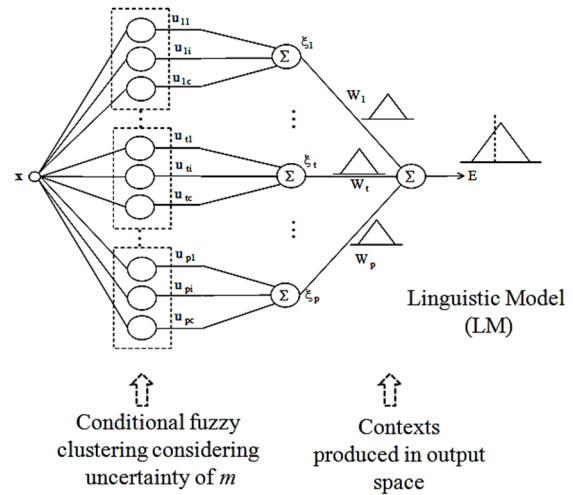 u11
u1i
u1c
Σ
ξ1
W1
x
ut1
uti
utc
Σ
ξt
Wt
Σ
E
up1
upi
upc
Σ
ξp
Wp
Linguistic Model
(LM)
Conditional fuzzy
clustering considering
uncertainty of m
Contexts
produced in output
space